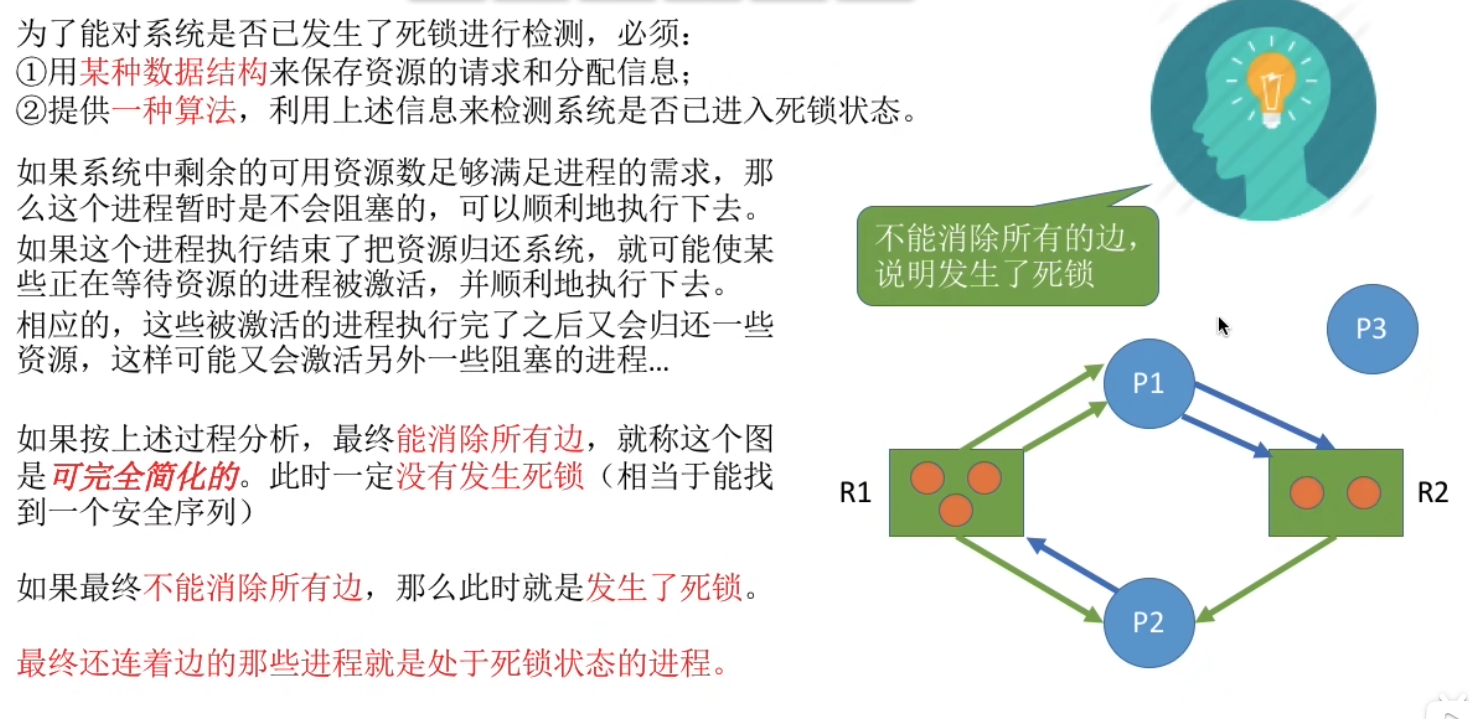 为了能对系统是否已发生了死锁进行检测，必须：
①用某种数据结构来保存资源的请求和分配信息；
②提供一种算法，利用上述信息来检测系统是否已进入死锁状态。
如果系统中剩余的可用资源数足够满足进程的需求，那
么这个进程暂时是不会阻塞的，可以顺利地执行下去。
如果这个进程执行结束了把资源归还系统，就可能使某
些正在等待资源的进程被激活，并顺利地执行下去。
相应的，这些被激活的进程执行完了之后又会归还一些
资源，这样可能又会激活另外一些阻塞的进程...
如果按上述过程分析，最终能消除所有边，就称这个图
是可完全简化的。此时一定没有发生死锁（相当于能找
到一个安全序列）
如果最终不能消除所有边，那么此时就是发生了死锁。
最终还连着边的那些进程就是处于死锁状态的进程。
不能消除所有的边，
说明发生了死锁
P3
P1
R1
R2
P2